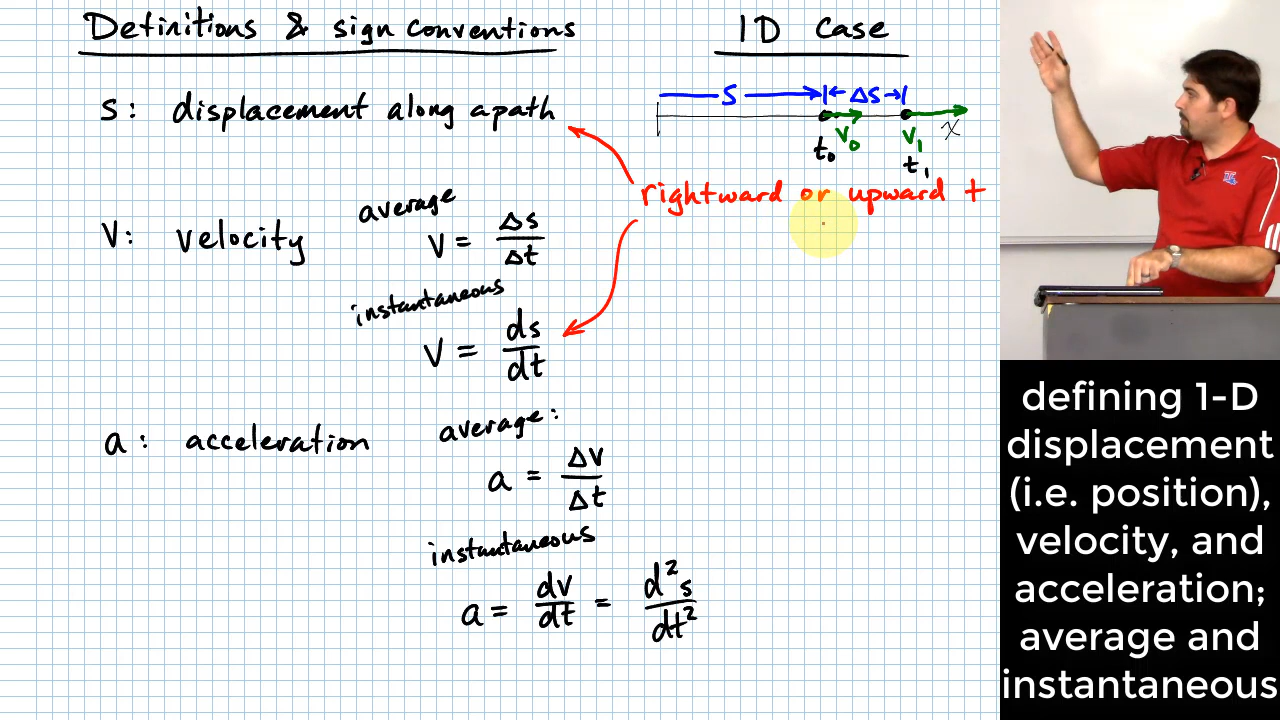 Definitions & sign conventions
1D Case
s: displacement along a path
S Δs
v₀ v₁ x
t₀ t₁
rightward or upward +
V: velocity
average
v = Δs/Δt
instantaneous
v = ds/dt
a: acceleration
average:
a = Δv/Δt
instantaneous
a = dv/dt = d²s/dt²
defining 1-D
displacement
(i.e. position),
velocity, and
acceleration;
average and
instantaneous